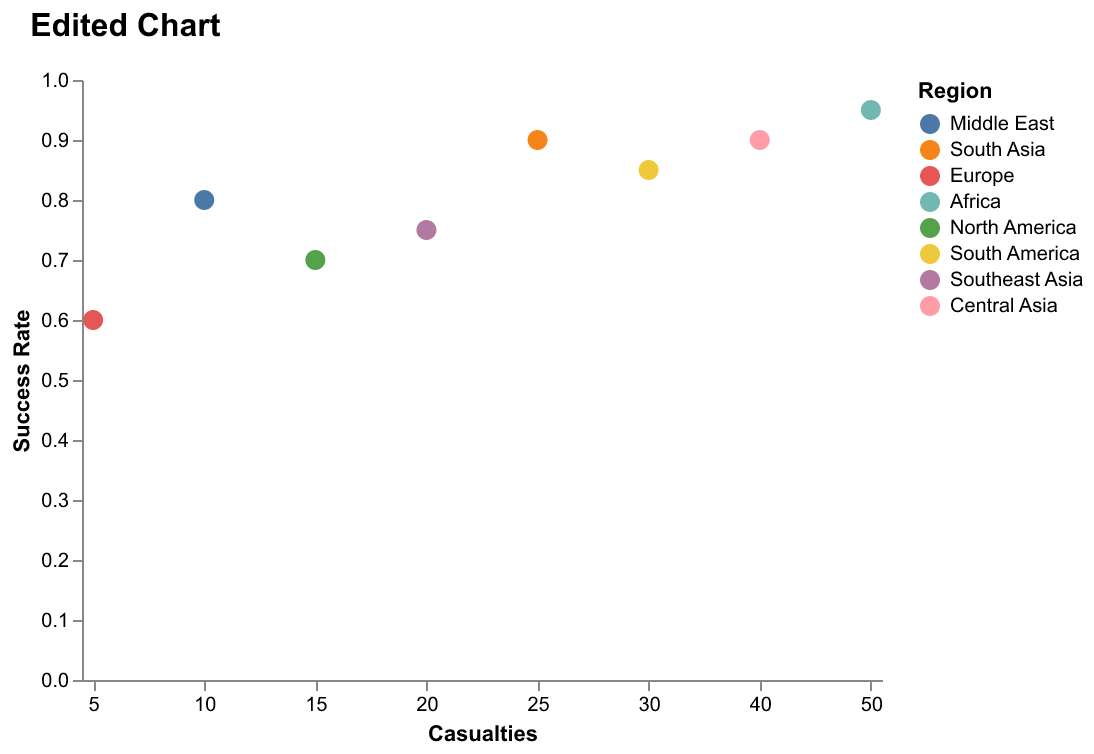 Edited Chart
1.0
0.9
0.8
0.7
0.6
0.5
0.4
0.3
0.2
0.1
0.0
Success Rate
5 10 15 20 25 30 40 50
Casualties
Region
Middle East
South Asia
Europe
Africa
North America
South America
Southeast Asia
Central Asia